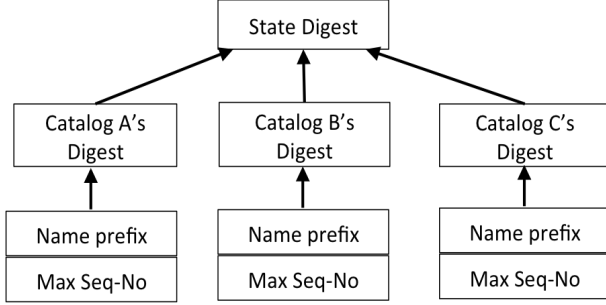 State Digest
Catalog A’s
Digest
Catalog B’s
Digest
Catalog C’s
Digest
Name prefix
Max Seq-No
Name prefix
Max Seq-No
Name prefix
Max Seq-No